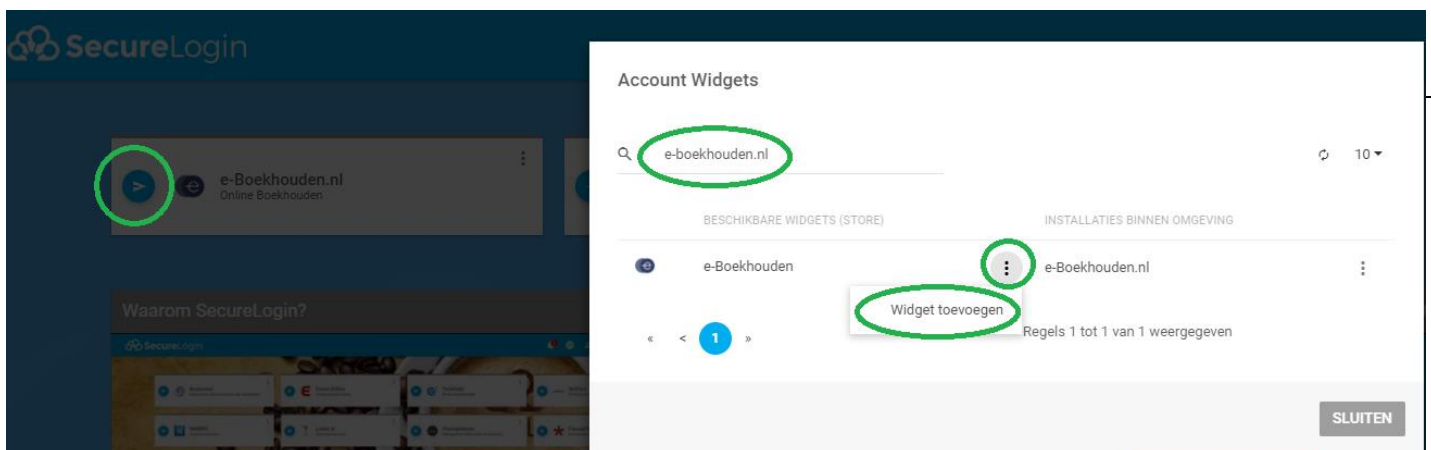 SecureLogin
e-Boekhouden.nl
Online Boekhouden
Waarom SecureLogin?
SecureLogin
Account Widgets
e-boekhouden.nl
10
BESCHIKBARE WIDGETS (STORE)
INSTALLATIES BINNEN OMGEVING
e-Boekhouden
e-Boekhouden.nl
Widget toevoegen
« < 1 »
Regels 1 tot 1 van 1 weergegeven
SLUITEN